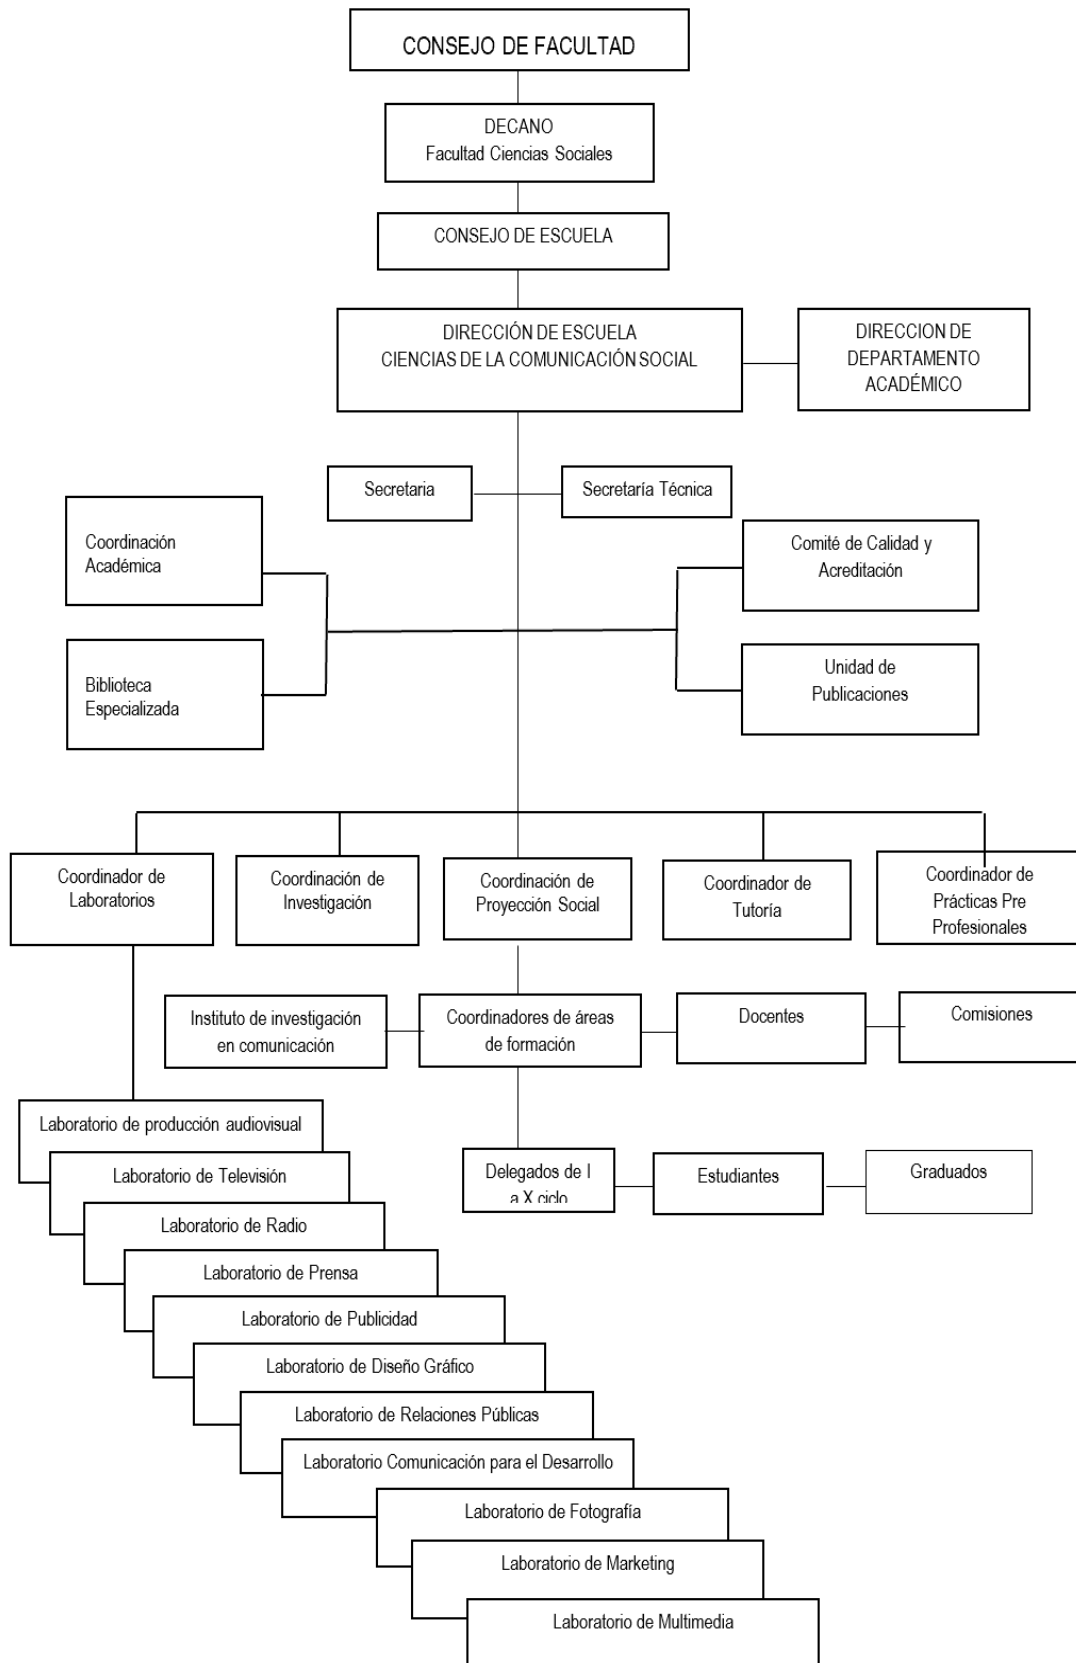 CONSEJO DE FACULTAD
DECANO
Facultad Ciencias Sociales
CONSEJO DE ESCUELA
DIRECCIÓN DE ESCUELA
CIENCIAS DE LA COMUNICACIÓN SOCIAL
DIRECCION DE
DEPARTAMENTO
ACADÉMICO
Secretaria
Secretaría Técnica
Coordinación
Académica
Comité de Calidad y
Acreditación
Biblioteca
Especializada
Unidad de
Publicaciones
Coordinador de
Laboratorios
Coordinación de
Investigación
Coordinación de
Proyección Social
Coordinador de
Tutoría
Coordinador de
Prácticas Pre
Profesionales
Instituto de investigación
en comunicación
Coordinadores de áreas
de formación
Docentes
Comisiones
Laboratorio de producción audiovisual
Laboratorio de Televisión
Laboratorio de Radio
Laboratorio de Prensa
Laboratorio de Publicidad
Laboratorio de Diseño Gráfico
Laboratorio de Relaciones Públicas
Laboratorio Comunicación para el Desarrollo
Laboratorio de Fotografía
Laboratorio de Marketing
Laboratorio de Multimedia
Delegados de I
a X ciclo
Estudiantes
Graduados